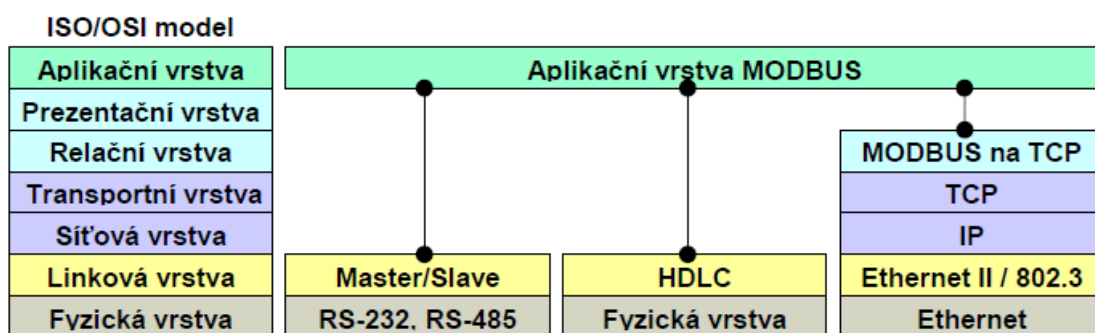 ISO/OSI model
Aplikační vrstva Aplikační vrstva MODBUS
Prezentační vrstva
Relační vrstva MODBUS na TCP
Transportní vrstva TCP
Síťová vrstva IP
Linková vrstva Master/Slave HDLC Ethernet II / 802.3
Fyzická vrstva RS-232, RS-485 Fyzická vrstva Ethernet